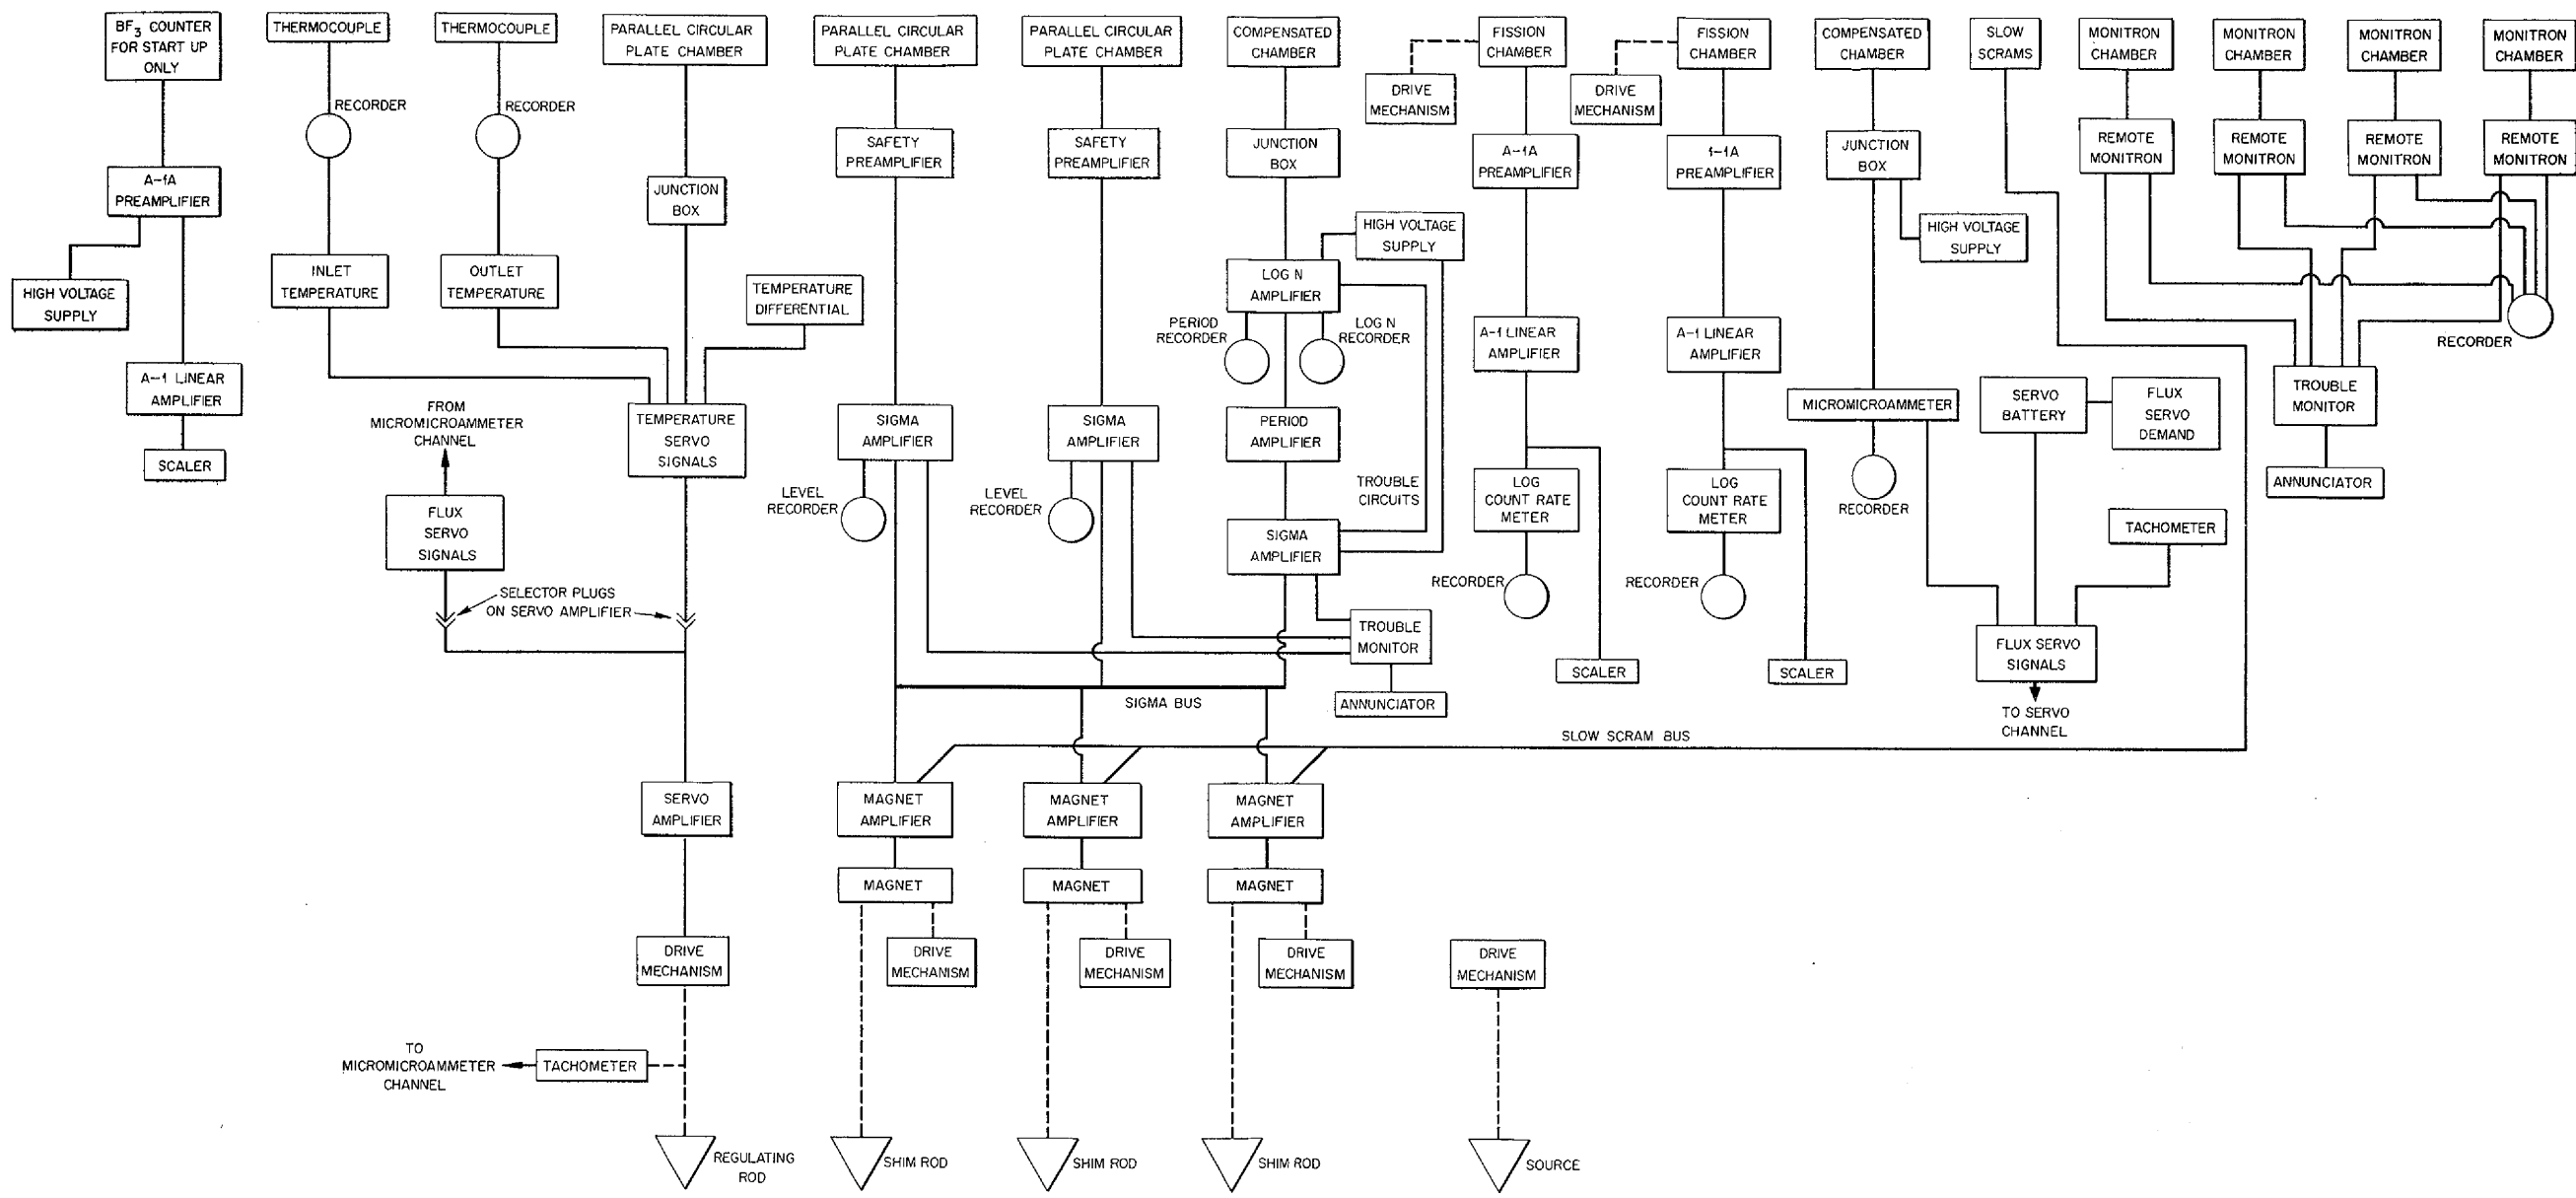 BF3 COUNTER
FOR START UP
ONLY
THERMOCOUPLE
THERMOCOUPLE
PARALLEL CIRCULAR
PLATE CHAMBER
PARALLEL CIRCULAR
PLATE CHAMBER
PARALLEL CIRCULAR
PLATE CHAMBER
COMPENSATED
CHAMBER
FISSION
CHAMBER
FISSION
CHAMBER
COMPENSATED
CHAMBER
SLOW
SCRAMS
MONITRON
CHAMBER
MONITRON
CHAMBER
MONITRON
CHAMBER
MONITRON
CHAMBER
DRIVE
MECHANISM
DRIVE
MECHANISM
RECORDER
RECORDER
SAFETY
PREAMPLIFIER
SAFETY
PREAMPLIFIER
JUNCTION
BOX
A-1A
PREAMPLIFIER
1-1A
PREAMPLIFIER
JUNCTION
BOX
REMOTE
MONITRON
REMOTE
MONITRON
REMOTE
MONITRON
REMOTE
MONITRON
A-1A
PREAMPLIFIER
JUNCTION
BOX
HIGH VOLTAGE
SUPPLY
HIGH VOLTAGE
SUPPLY
HIGH VOLTAGE
SUPPLY
INLET
TEMPERATURE
OUTLET
TEMPERATURE
TEMPERATURE
DIFFERENTIAL
LOG N
AMPLIFIER
PERIOD
RECORDER
LOG N
RECORDER
A-1 LINEAR
AMPLIFIER
A-1 LINEAR
AMPLIFIER
RECORDER
A-1 LINEAR
AMPLIFIER
SCALER
FROM
MICROMICROAMMETER
CHANNEL
TEMPERATURE
SERVO
SIGNALS
SIGMA
AMPLIFIER
SIGMA
AMPLIFIER
PERIOD
AMPLIFIER
MICROMICROAMMETER
SERVO
BATTERY
FLUX
SERVO
DEMAND
TROUBLE
MONITOR
ANNUNCIATOR
LEVEL
RECORDER
LEVEL
RECORDER
TROUBLE
CIRCUITS
LOG
COUNT RATE
METER
LOG
COUNT RATE
METER
RECORDER
FLUX
SERVO
SIGNALS
SIGMA
AMPLIFIER
TACHOMETER
RECORDER
RECORDER
SELECTOR PLUGS
ON SERVO AMPLIFIER
TROUBLE
MONITOR
ANNUNCIATOR
SCALER
SCALER
FLUX SERVO
SIGNALS
TO SERVO
CHANNEL
SIGMA BUS
SLOW SCRAM BUS
SERVO
AMPLIFIER
MAGNET
AMPLIFIER
MAGNET
AMPLIFIER
MAGNET
AMPLIFIER
MAGNET
MAGNET
MAGNET
DRIVE
MECHANISM
DRIVE
MECHANISM
DRIVE
MECHANISM
DRIVE
MECHANISM
DRIVE
MECHANISM
TO
MICROMICROAMMETER
CHANNEL
TACHOMETER
REGULATING
ROD
SHIM ROD
SHIM ROD
SHIM ROD
SOURCE